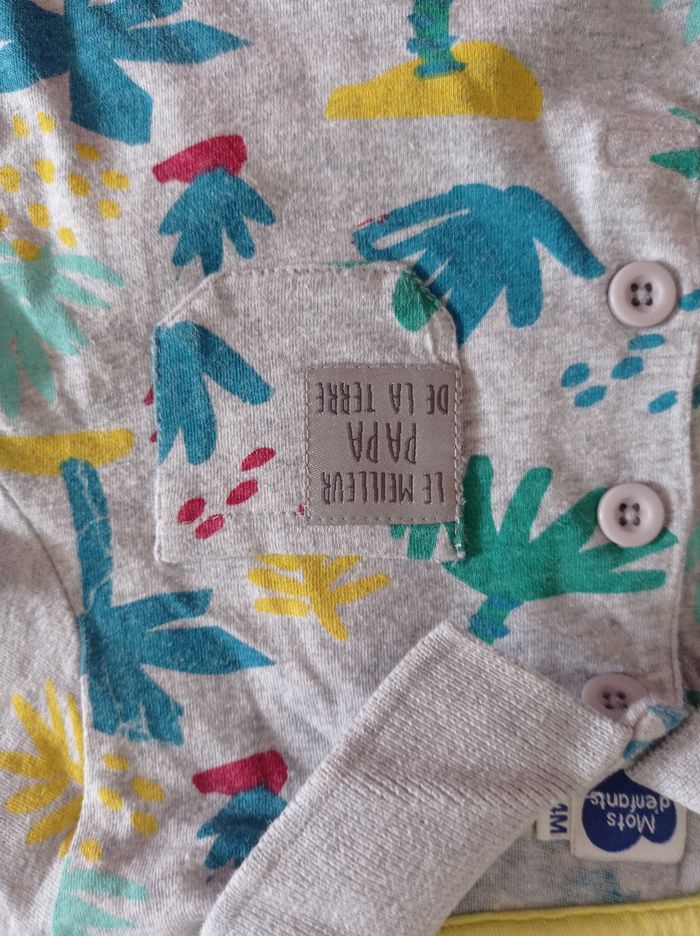 LE MEILLEUR
PAPA
DE LA TERRE
Mots
d'enfants
1M